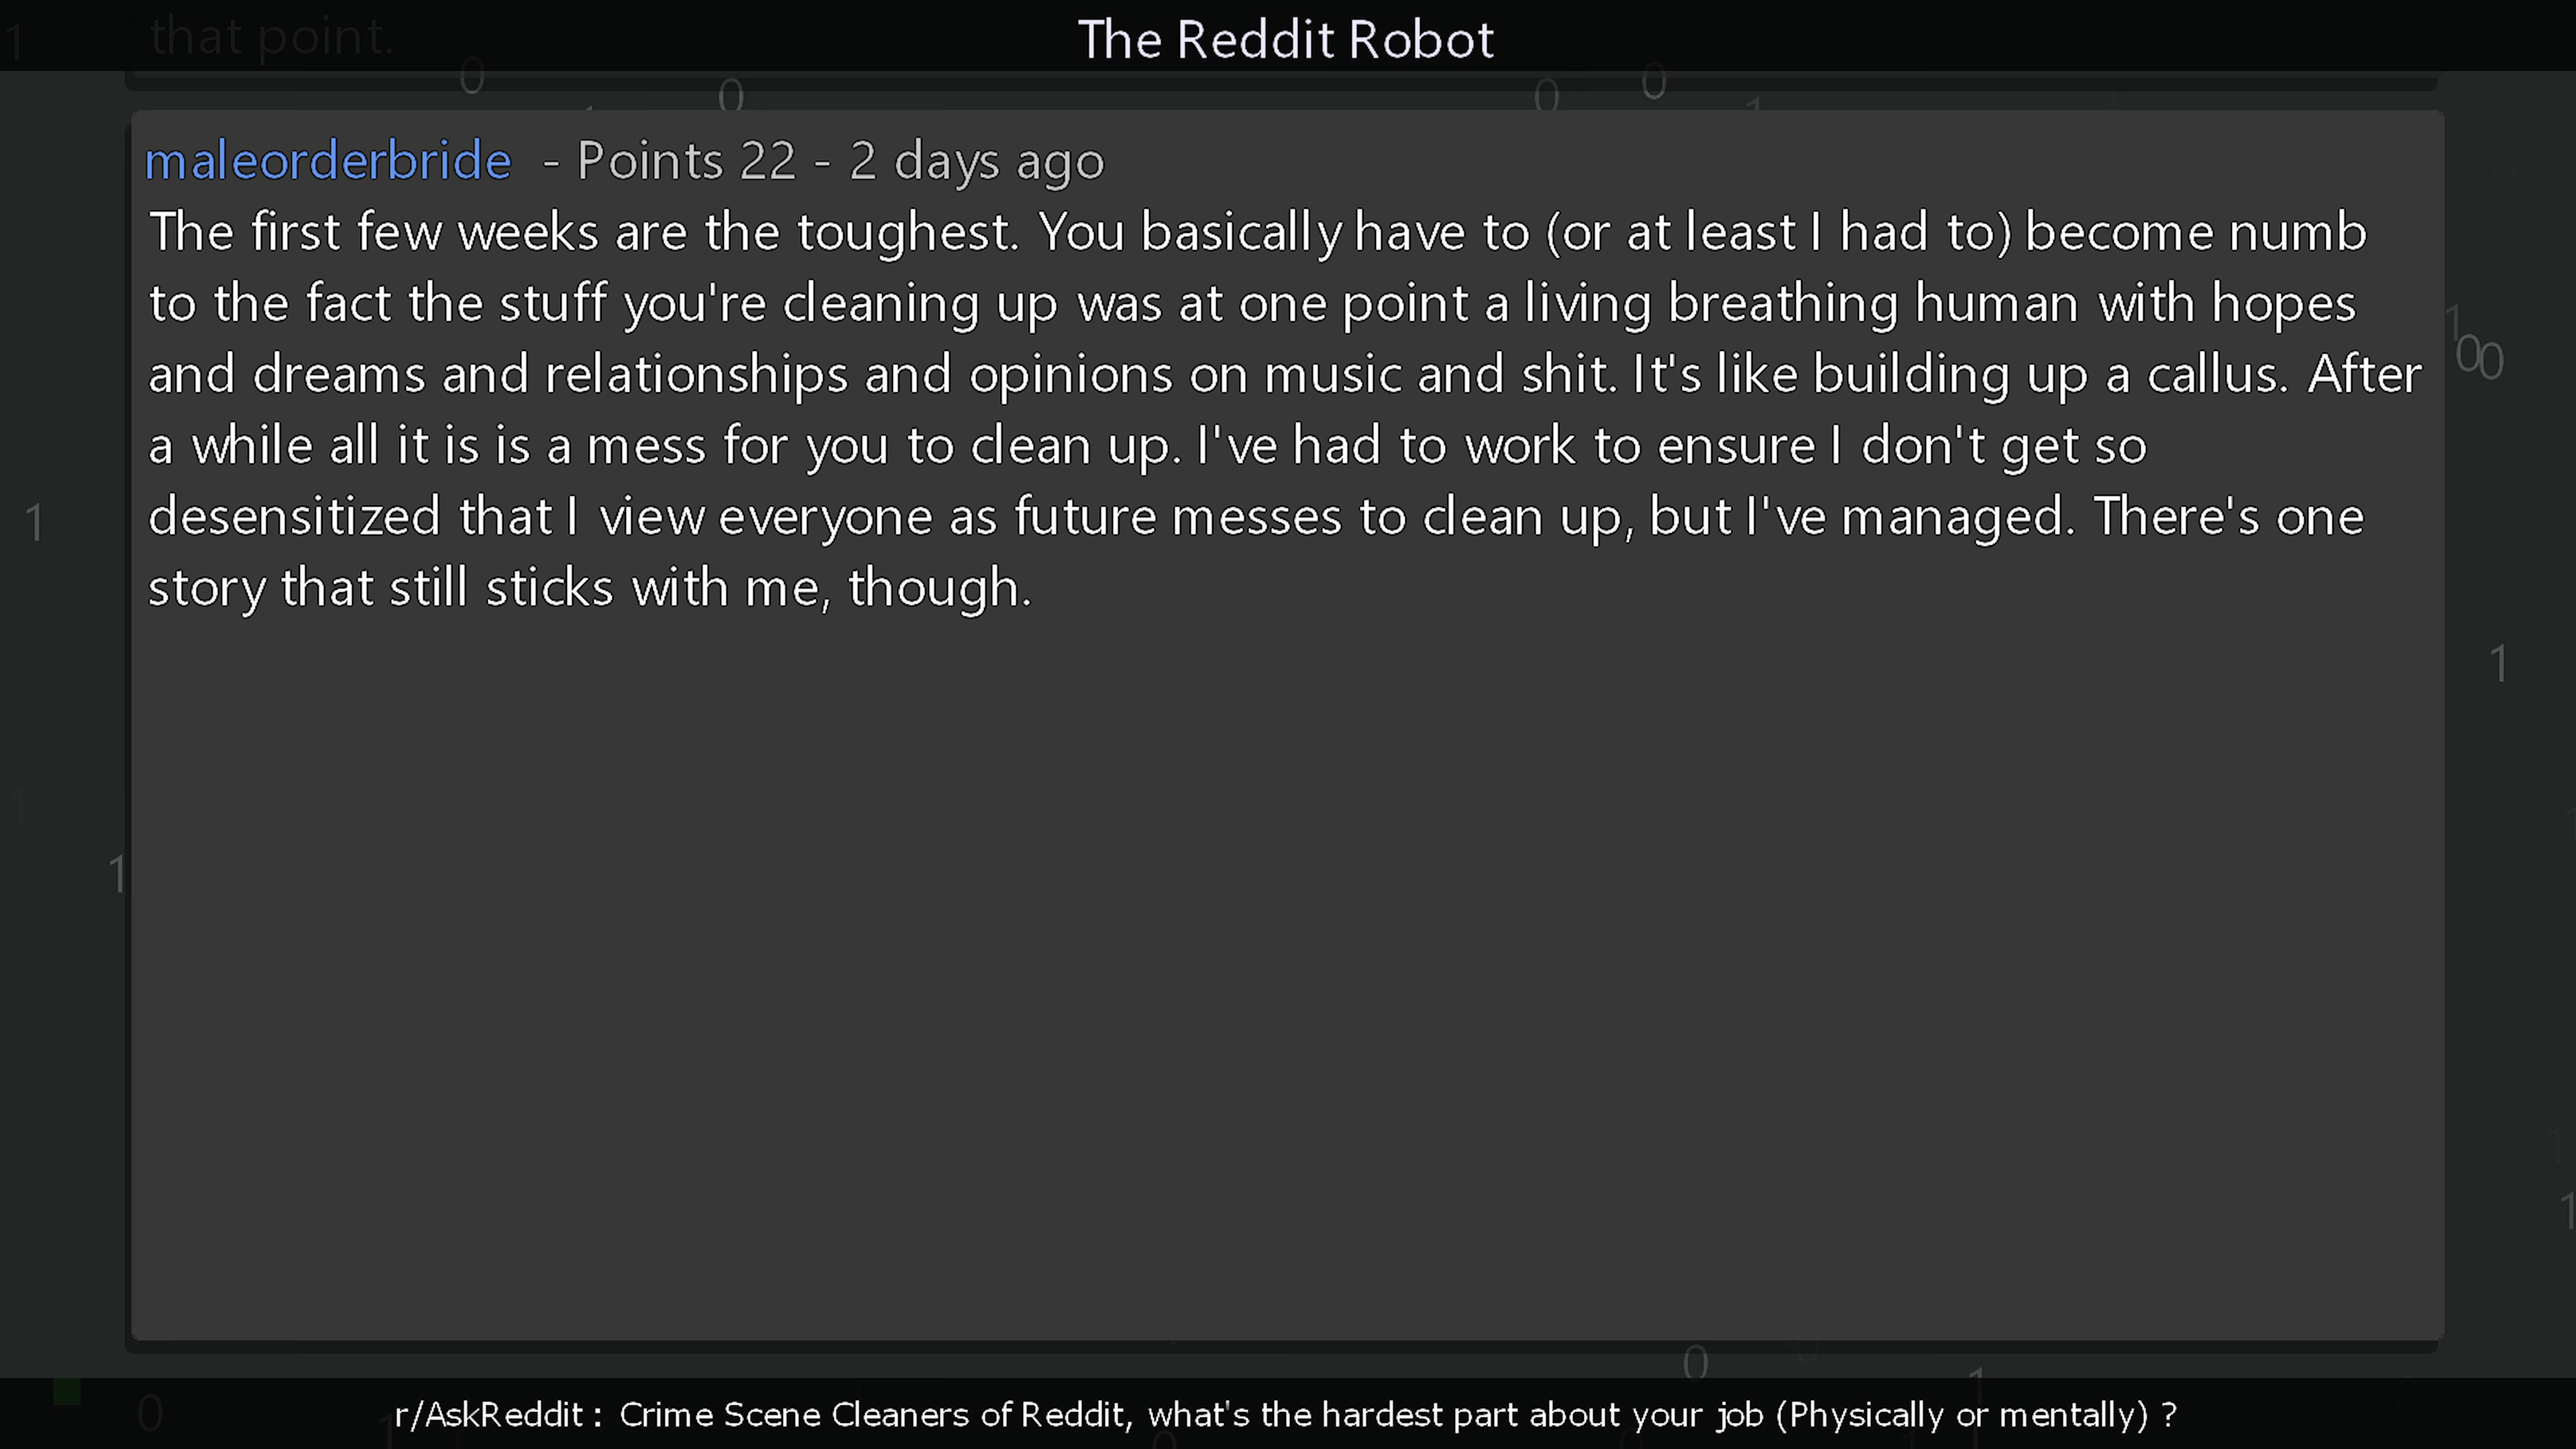 that point.
The Reddit Robot
maleorderbride - Points 22 - 2 days ago
The first few weeks are the toughest. You basically have to (or at least I had to) become numb
to the fact the stuff you're cleaning up was at one point a living breathing human with hopes
and dreams and relationships and opinions on music and shit. It's like building up a callus. After
a while all it is is a mess for you to clean up. I've had to work to ensure I don't get so
desensitized that I view everyone as future messes to clean up, but I've managed. There's one
story that still sticks with me, though.
r/AskReddit : Crime Scene Cleaners of Reddit, what's the hardest part about your job (Physically or mentally) ?